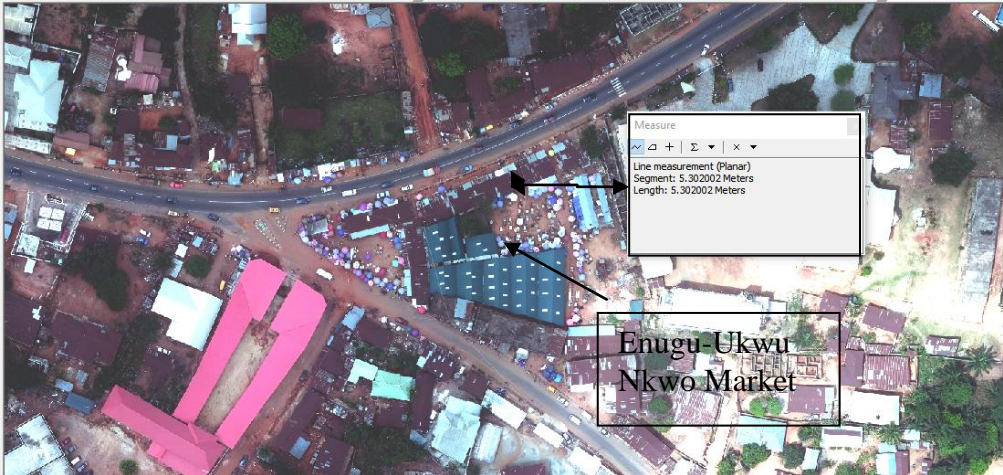 Measure
Σ
Line measurement (Planar)
Segment: 5.302002 Meters
Length: 5.302002 Meters
Enugu-Ukwu
Nkwo Market